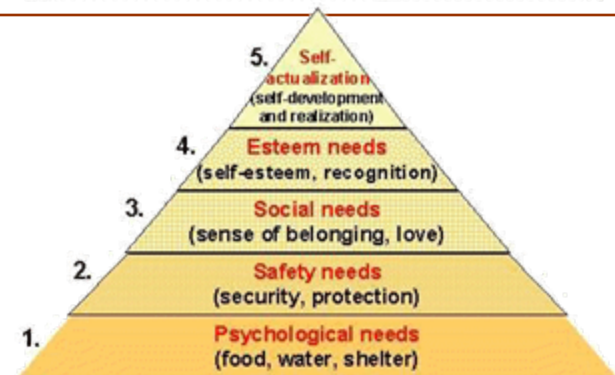 5. Self-
actualization
(self-development
and realization)
4. Esteem needs
(self-esteem, recognition)
3. Social needs
(sense of belonging, love)
2. Safety needs
(security, protection)
1. Psychological needs
(food, water, shelter)